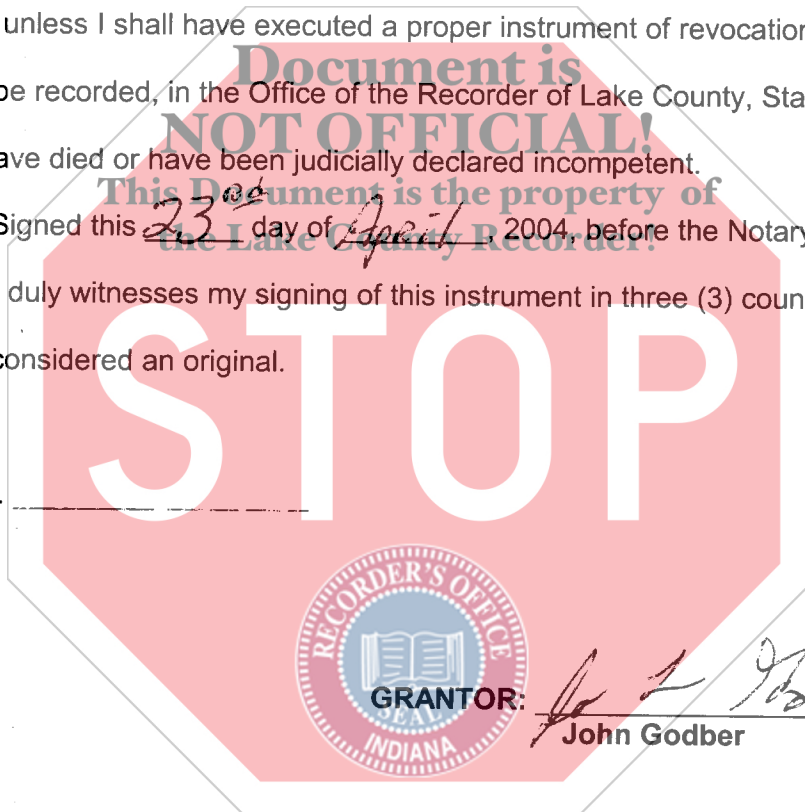 unless I shall have executed a proper instrument of revocation
Document is
be recorded, in the Office of the Recorder of Lake County, Sta
NOT OFFICIAL!
ave died or have been judicially declared incompetent.
This Document is the property of
Signed this 23rd day of April, 2004, before the Notary
the Lake County Recorder!
duly witnesses my signing of this instrument in three (3) coun
considered an original.
STOP
RECORDER'S OFFICE
SEAL
INDIANA
GRANTOR:
John Godber